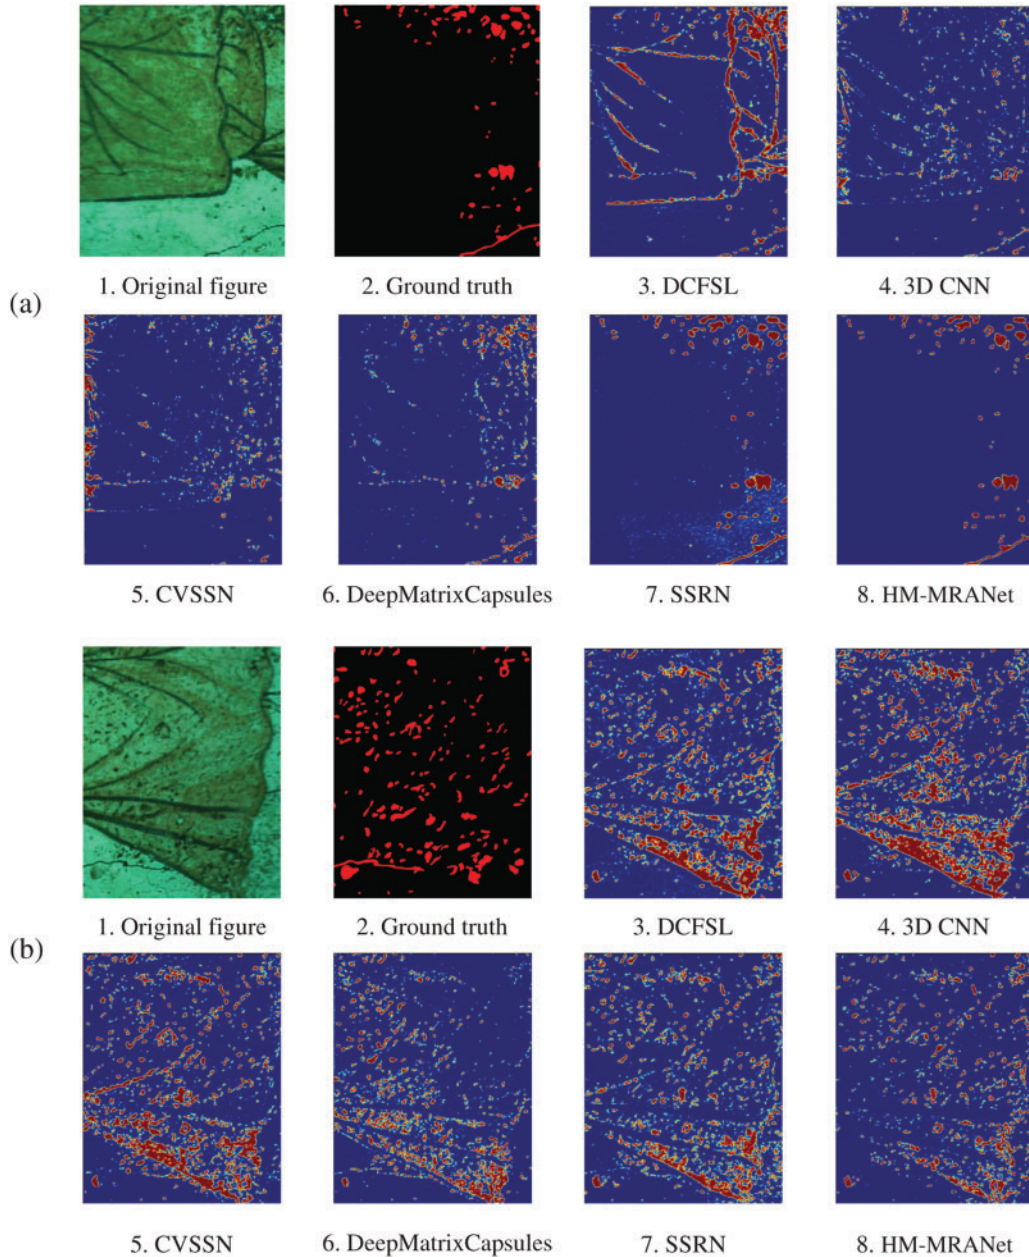 1. Original figure 2. Ground truth 3. DCFSL 4. 3D CNN
(a)
5. CVSSN 6. DeepMatrixCapsules 7. SSRN 8. HM-MRANet
1. Original figure 2. Ground truth 3. DCFSL 4. 3D CNN
(b)
5. CVSSN 6. DeepMatrixCapsules 7. SSRN 8. HM-MRANet